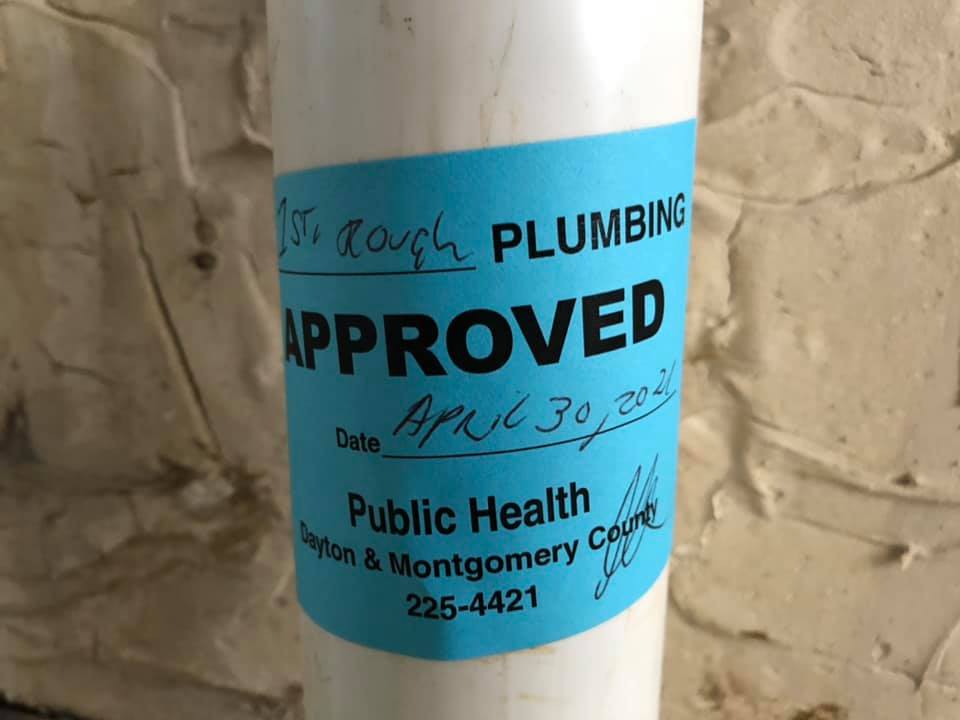 1st. Rough PLUMBING
APPROVED
Date April 30, 2021
Public Health
Dayton & Montgomery County
225-4421